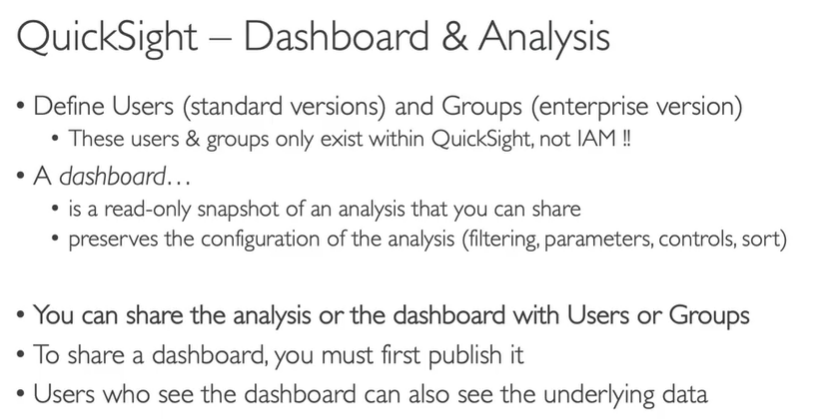 QuickSight – Dashboard & Analysis
• Define Users (standard versions) and Groups (enterprise version)
• These users & groups only exist within QuickSight, not IAM !!
• A dashboard…
• is a read-only snapshot of an analysis that you can share
• preserves the configuration of the analysis (filtering, parameters, controls, sort)
• You can share the analysis or the dashboard with Users or Groups
• To share a dashboard, you must first publish it
• Users who see the dashboard can also see the underlying data